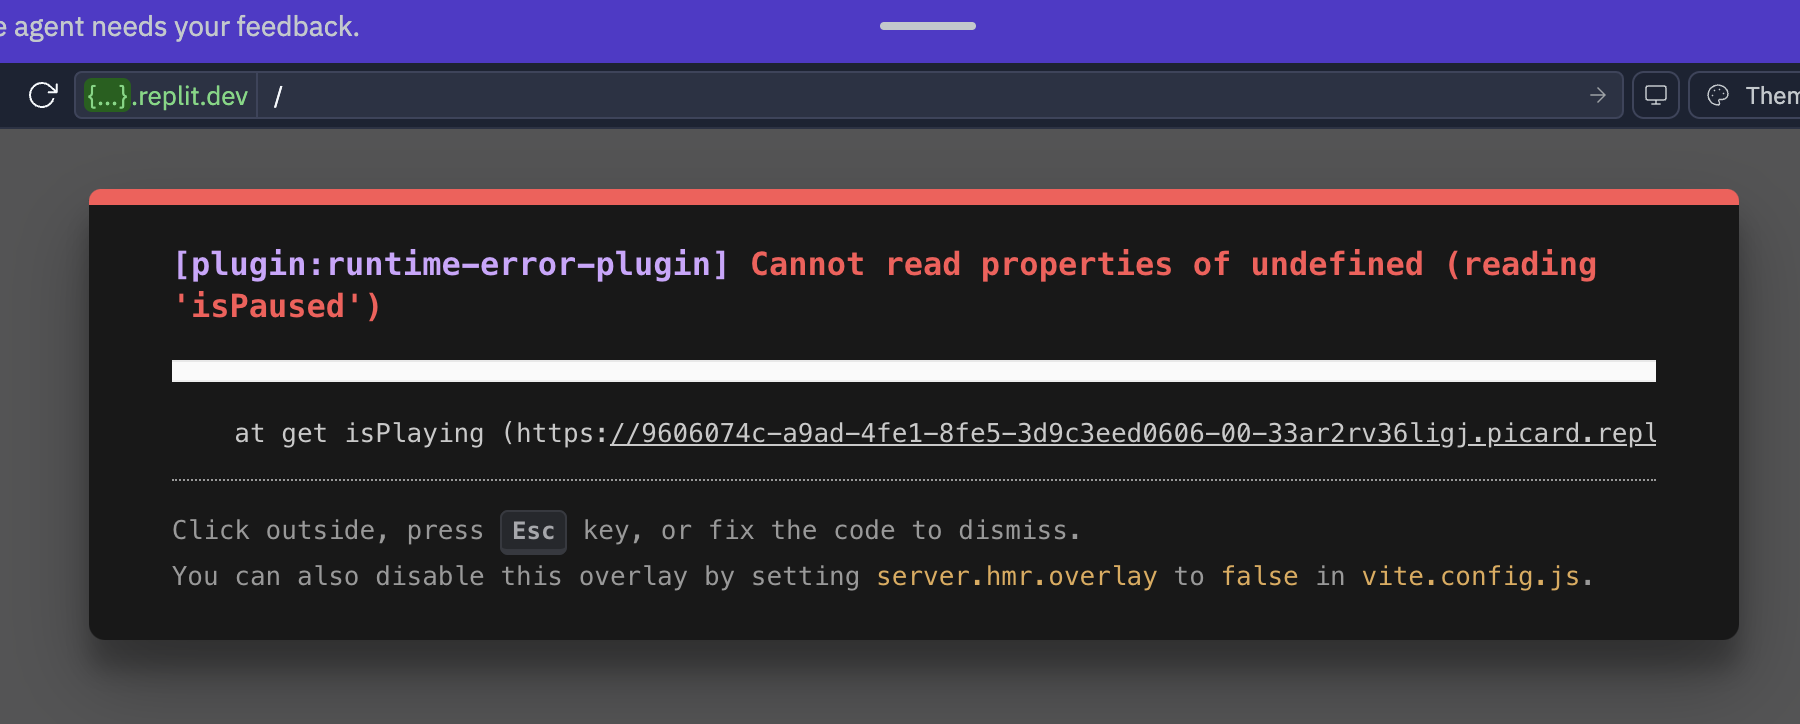 agent needs your feedback.
{...}.replit.dev /
[plugin:runtime-error-plugin] Cannot read properties of undefined (reading
'isPaused')
at get isPlaying (https://9606074c-a9ad-4fe1-8fe5-3d9c3eed0606-00-33ar2rv36ligj.picard.repl
Click outside, press Esc key, or fix the code to dismiss.
You can also disable this overlay by setting server.hmr.overlay to false in vite.config.js.